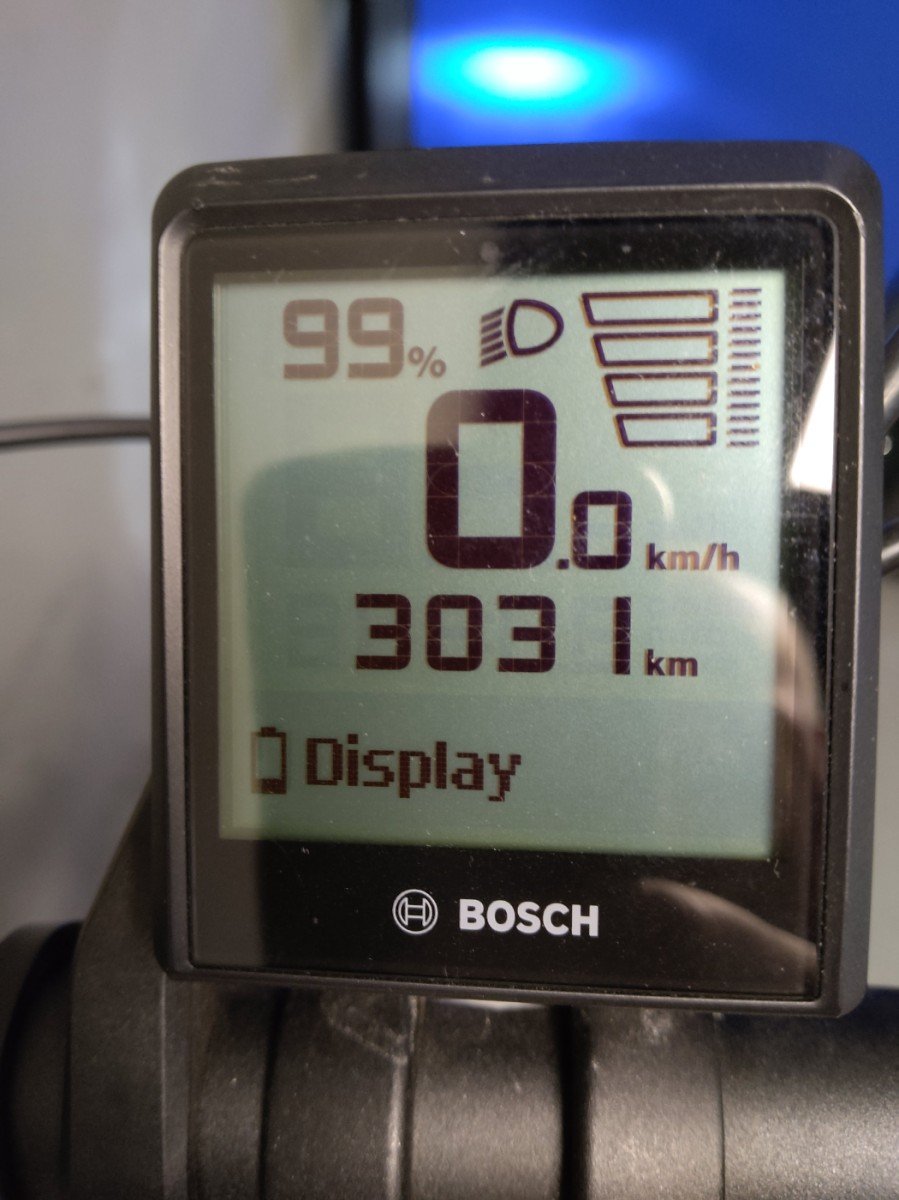 99%
0.0 km/h
3031 km
Display
BOSCH